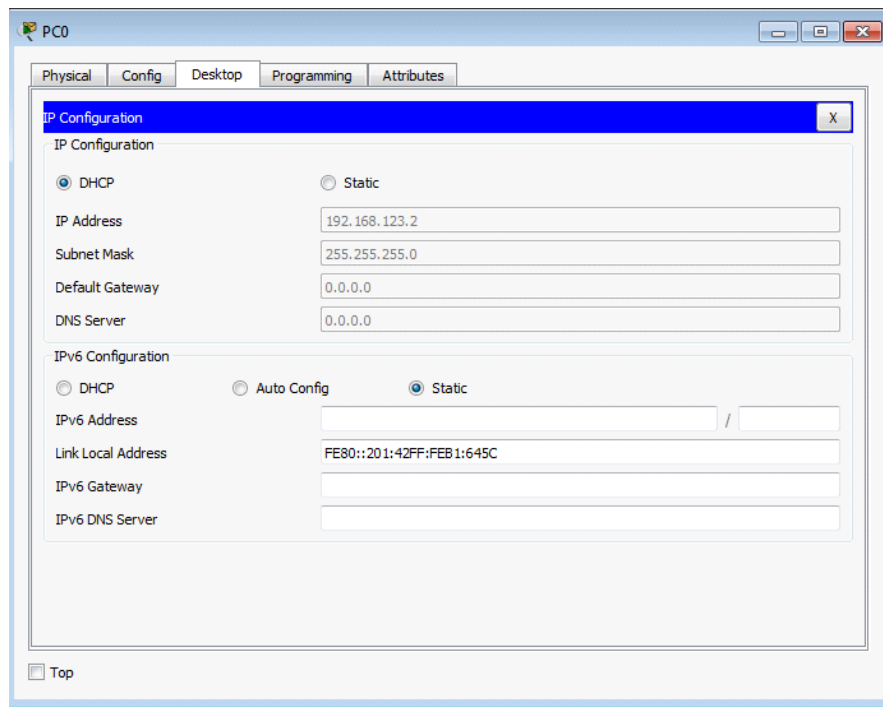 PC0
Physical Config Desktop Programming Attributes
IP Configuration X
IP Configuration
DHCP Static
IP Address 192.168.123.2
Subnet Mask 255.255.255.0
Default Gateway 0.0.0.0
DNS Server 0.0.0.0
IPv6 Configuration
DHCP Auto Config Static
IPv6 Address /
Link Local Address FE80::201:42FF:FEB1:645C
IPv6 Gateway
IPv6 DNS Server
Top